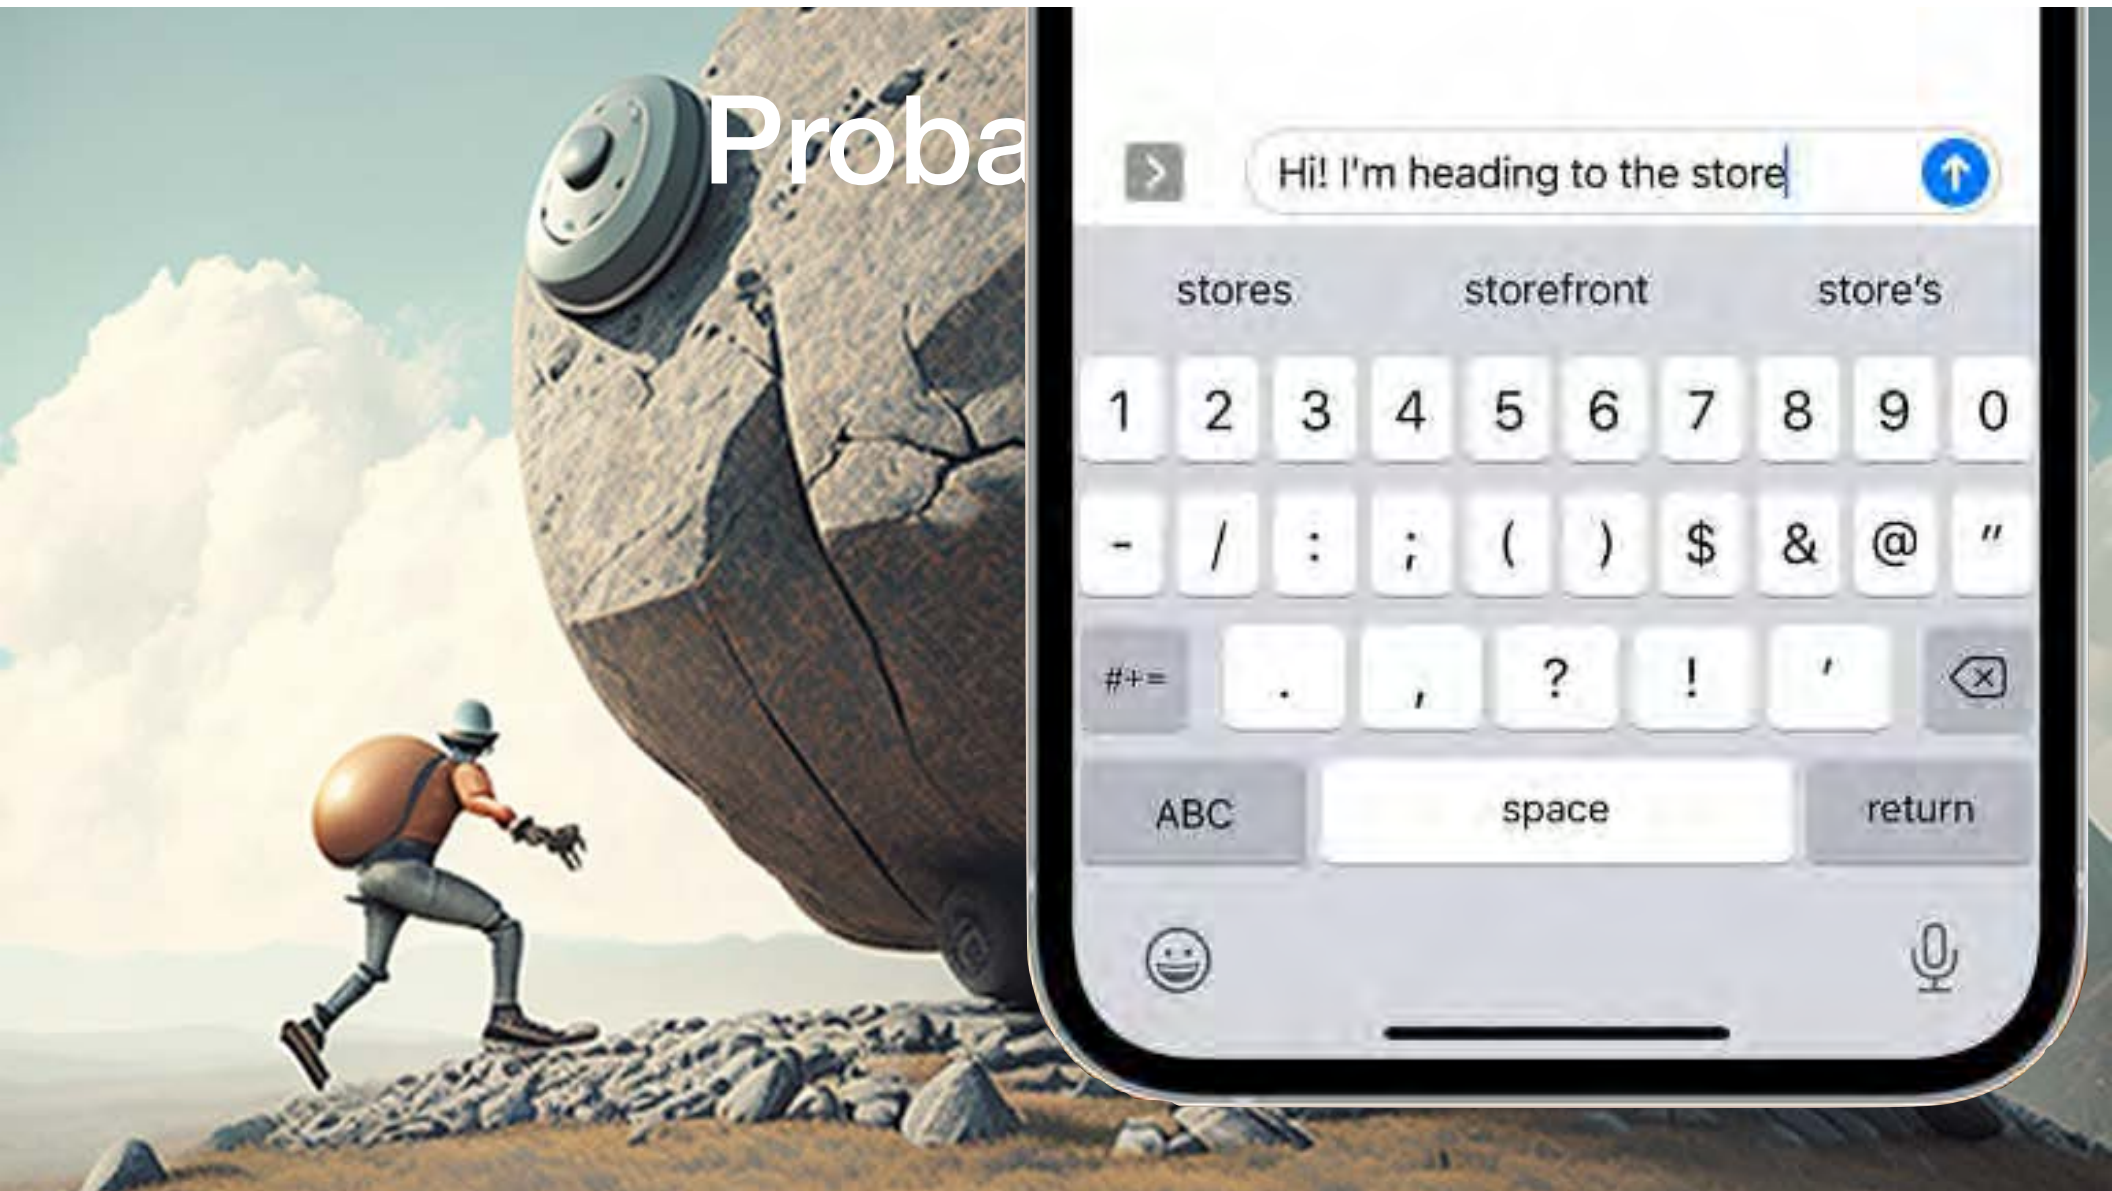 Proba
Hi! I'm heading to the store
stores storefront store's
1 2 3 4 5 6 7 8 9 0
- / : ; ( ) $ & @ "
#+= . , ? ! '
ABC space return